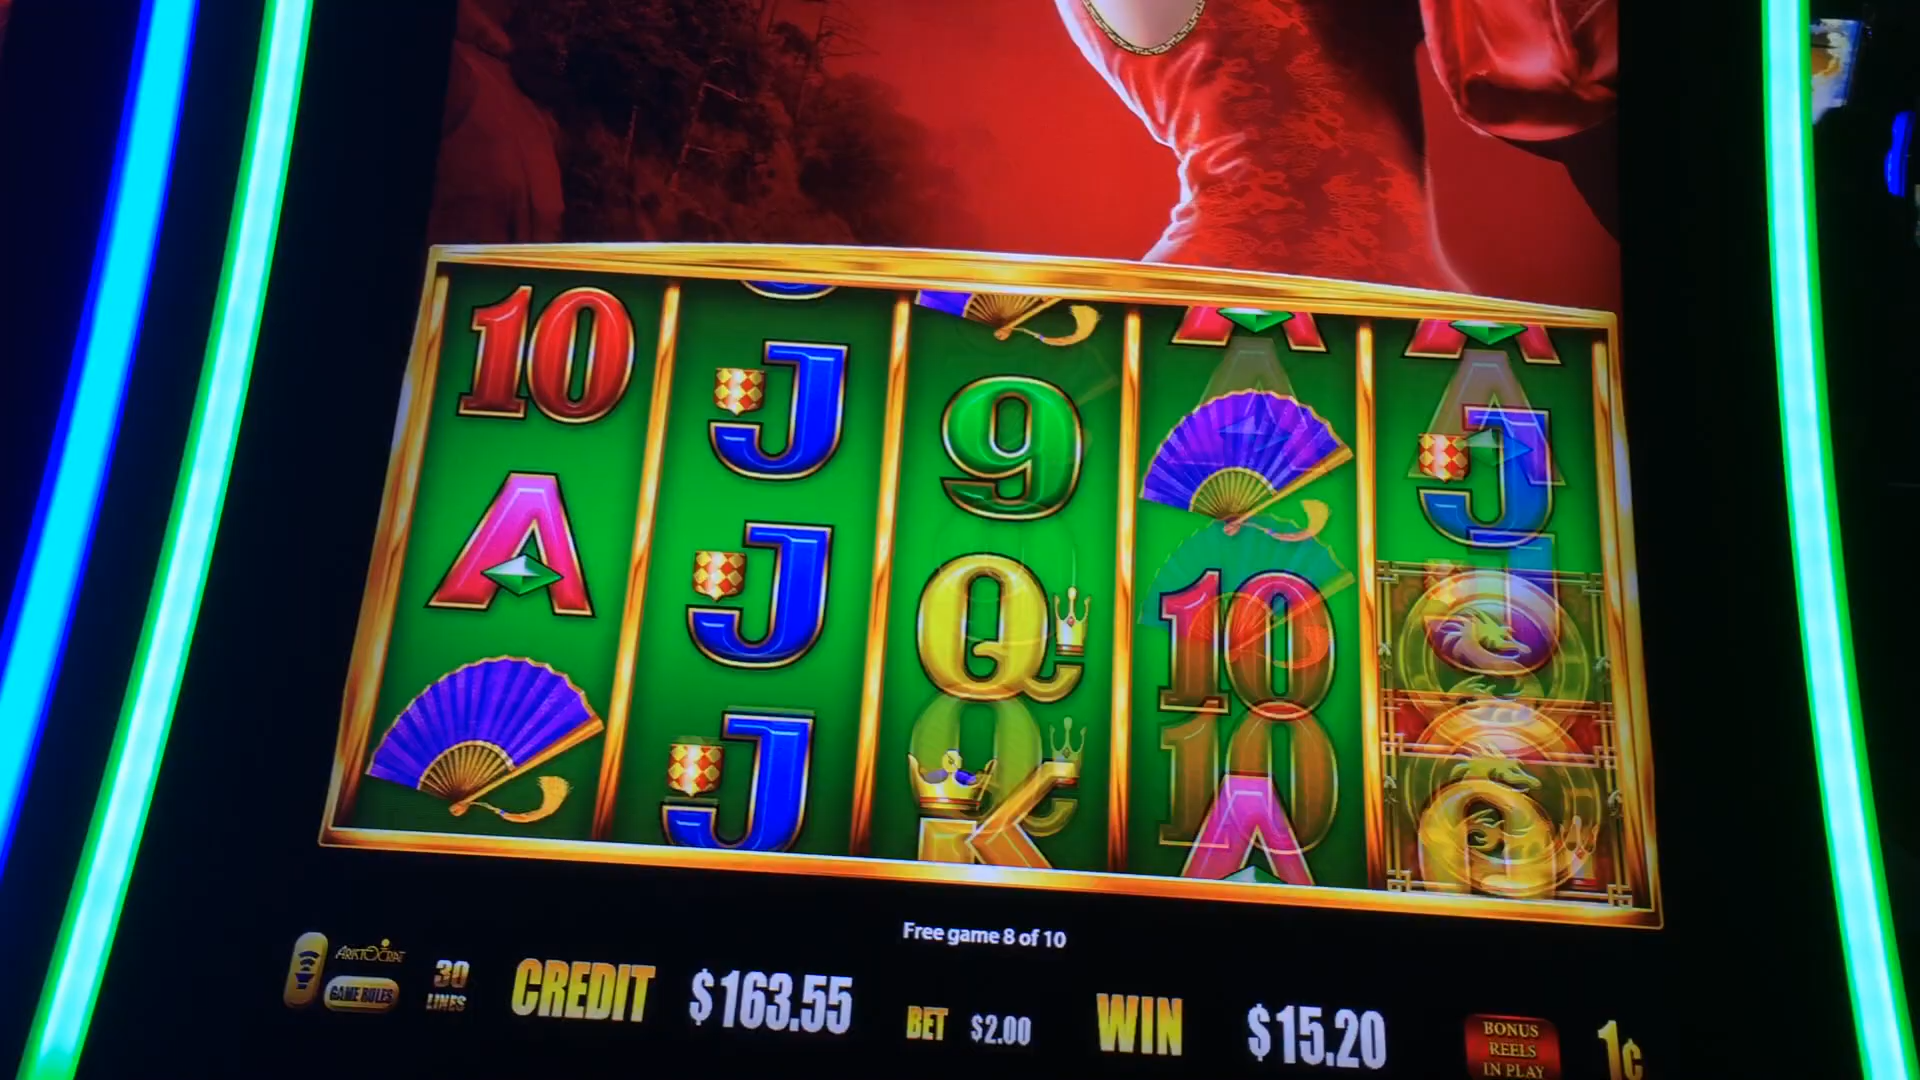 10 J 9 A A
A J Q 10 J
J K A Q
Free game 8 of 10
ARISTOCRAT
GAME RULES
30
LINES
CREDIT $163.55
BET $2.00
WIN $15.20
BONUS
REELS
IN PLAY
1¢